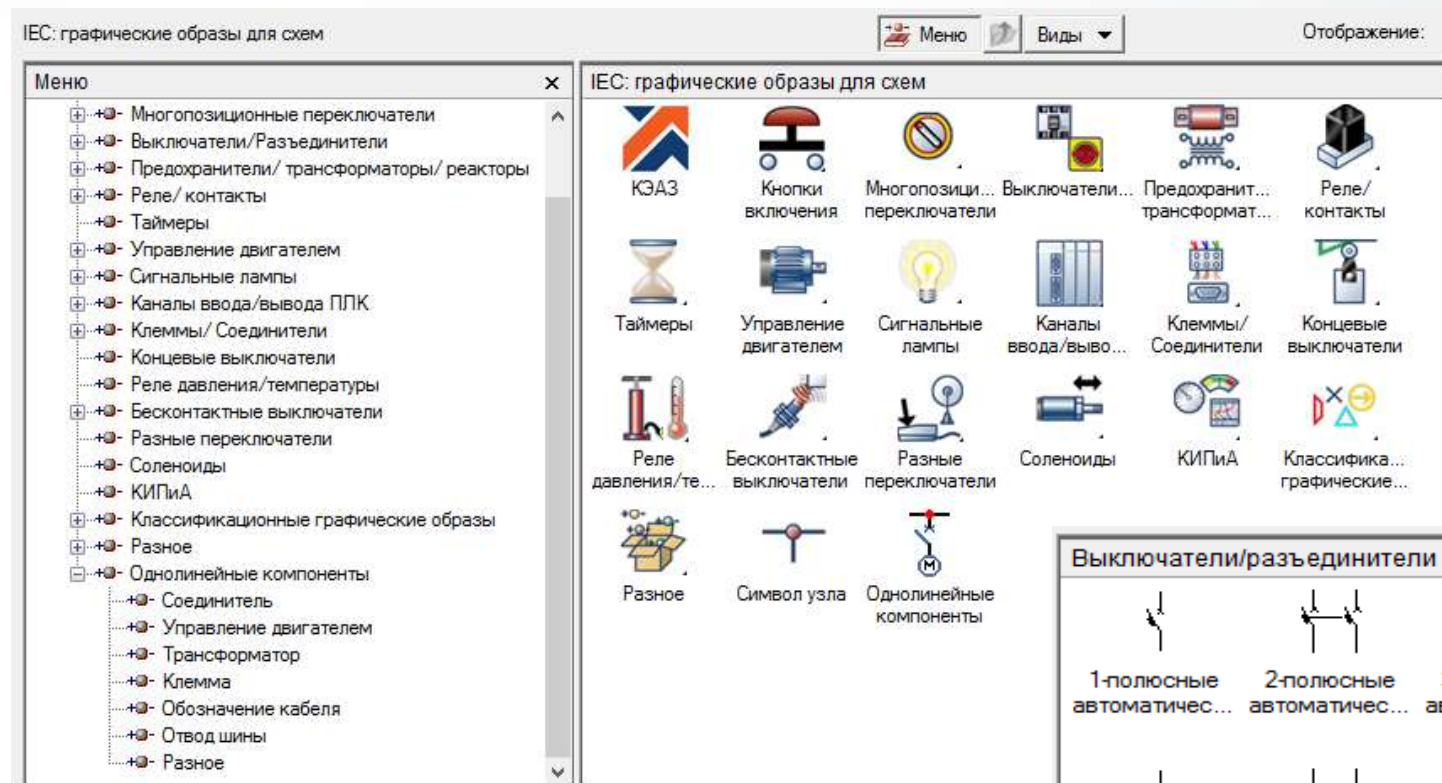 IEC: графические образы для схем
Меню
Виды
Отображение:
Меню
Многопозиционные переключатели
Выключатели/Разъединители
Предохранители/ трансформаторы/ реакторы
Реле/ контакты
Таймеры
Управление двигателем
Сигнальные лампы
Каналы ввода/вывода ПЛК
Клеммы/ Соединители
Концевые выключатели
Реле давления/температуры
Бесконтактные выключатели
Разные переключатели
Соленоиды
КИПиА
Классификационные графические образы
Разное
Однолинейные компоненты
Соединитель
Управление двигателем
Трансформатор
Клемма
Обозначение кабеля
Отвод шины
Разное
IEC: графические образы для схем
КЭАЗ
Кнопки
включения
Многопозици...
переключатели
Выключатели...
Предохранит...
трансформат...
Реле/
контакты
Таймеры
Управление
двигателем
Сигнальные
лампы
Каналы
ввода/выво...
Клеммы/
Соединители
Концевые
выключатели
Реле
давления/те...
Бесконтактные
выключатели
Разные
переключатели
Соленоиды
КИПиА
Классифика...
графические...
Разное
Символ узла
M
Однолинейные
компоненты
Выключатели/разъединители
1-полюсные
автоматичес...
2-полюсные
автоматичес...